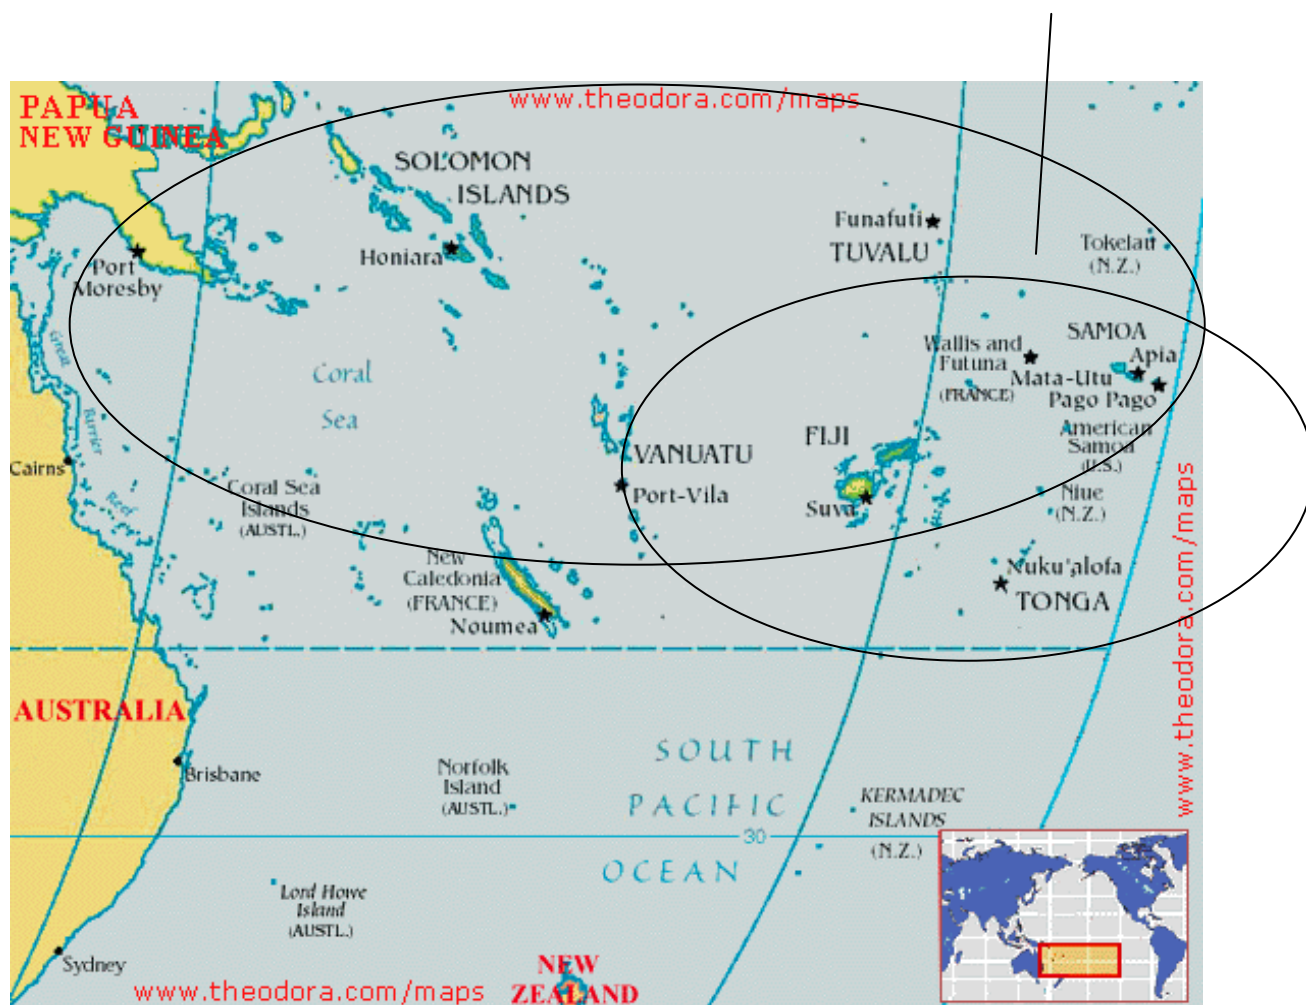 www.theodora.com/maps
PAPUA
NEW GUINEA
SOLOMON
ISLANDS
Funafuti
TUVALU
Tokelau
(N.Z.)
Honiara
Port
Moresby
Great
Barrier
Reef
Coral
Sea
SAMOA
Apia
Wallis and
Futuna
(FRANCE)
Mata-Utu
Pago Pago
American
Samoa
(U.S.)
FIJI
Suva
VANUATU
Port-Vila
Cairns
Coral Sea
Islands
(AUSTL.)
Niue
(N.Z.)
New
Caledonia
(FRANCE)
Noumea
Nuku'alofa
TONGA
www.theodora.com/maps
AUSTRALIA
Brisbane
Norfolk
Island
(AUSTL.)
SOUTH
PACIFIC
OCEAN
KERMADEC
ISLANDS
(N.Z.)
30
Lord Howe
Island
(AUSTL.)
Sydney
NEW
ZEALAND
www.theodora.com/maps